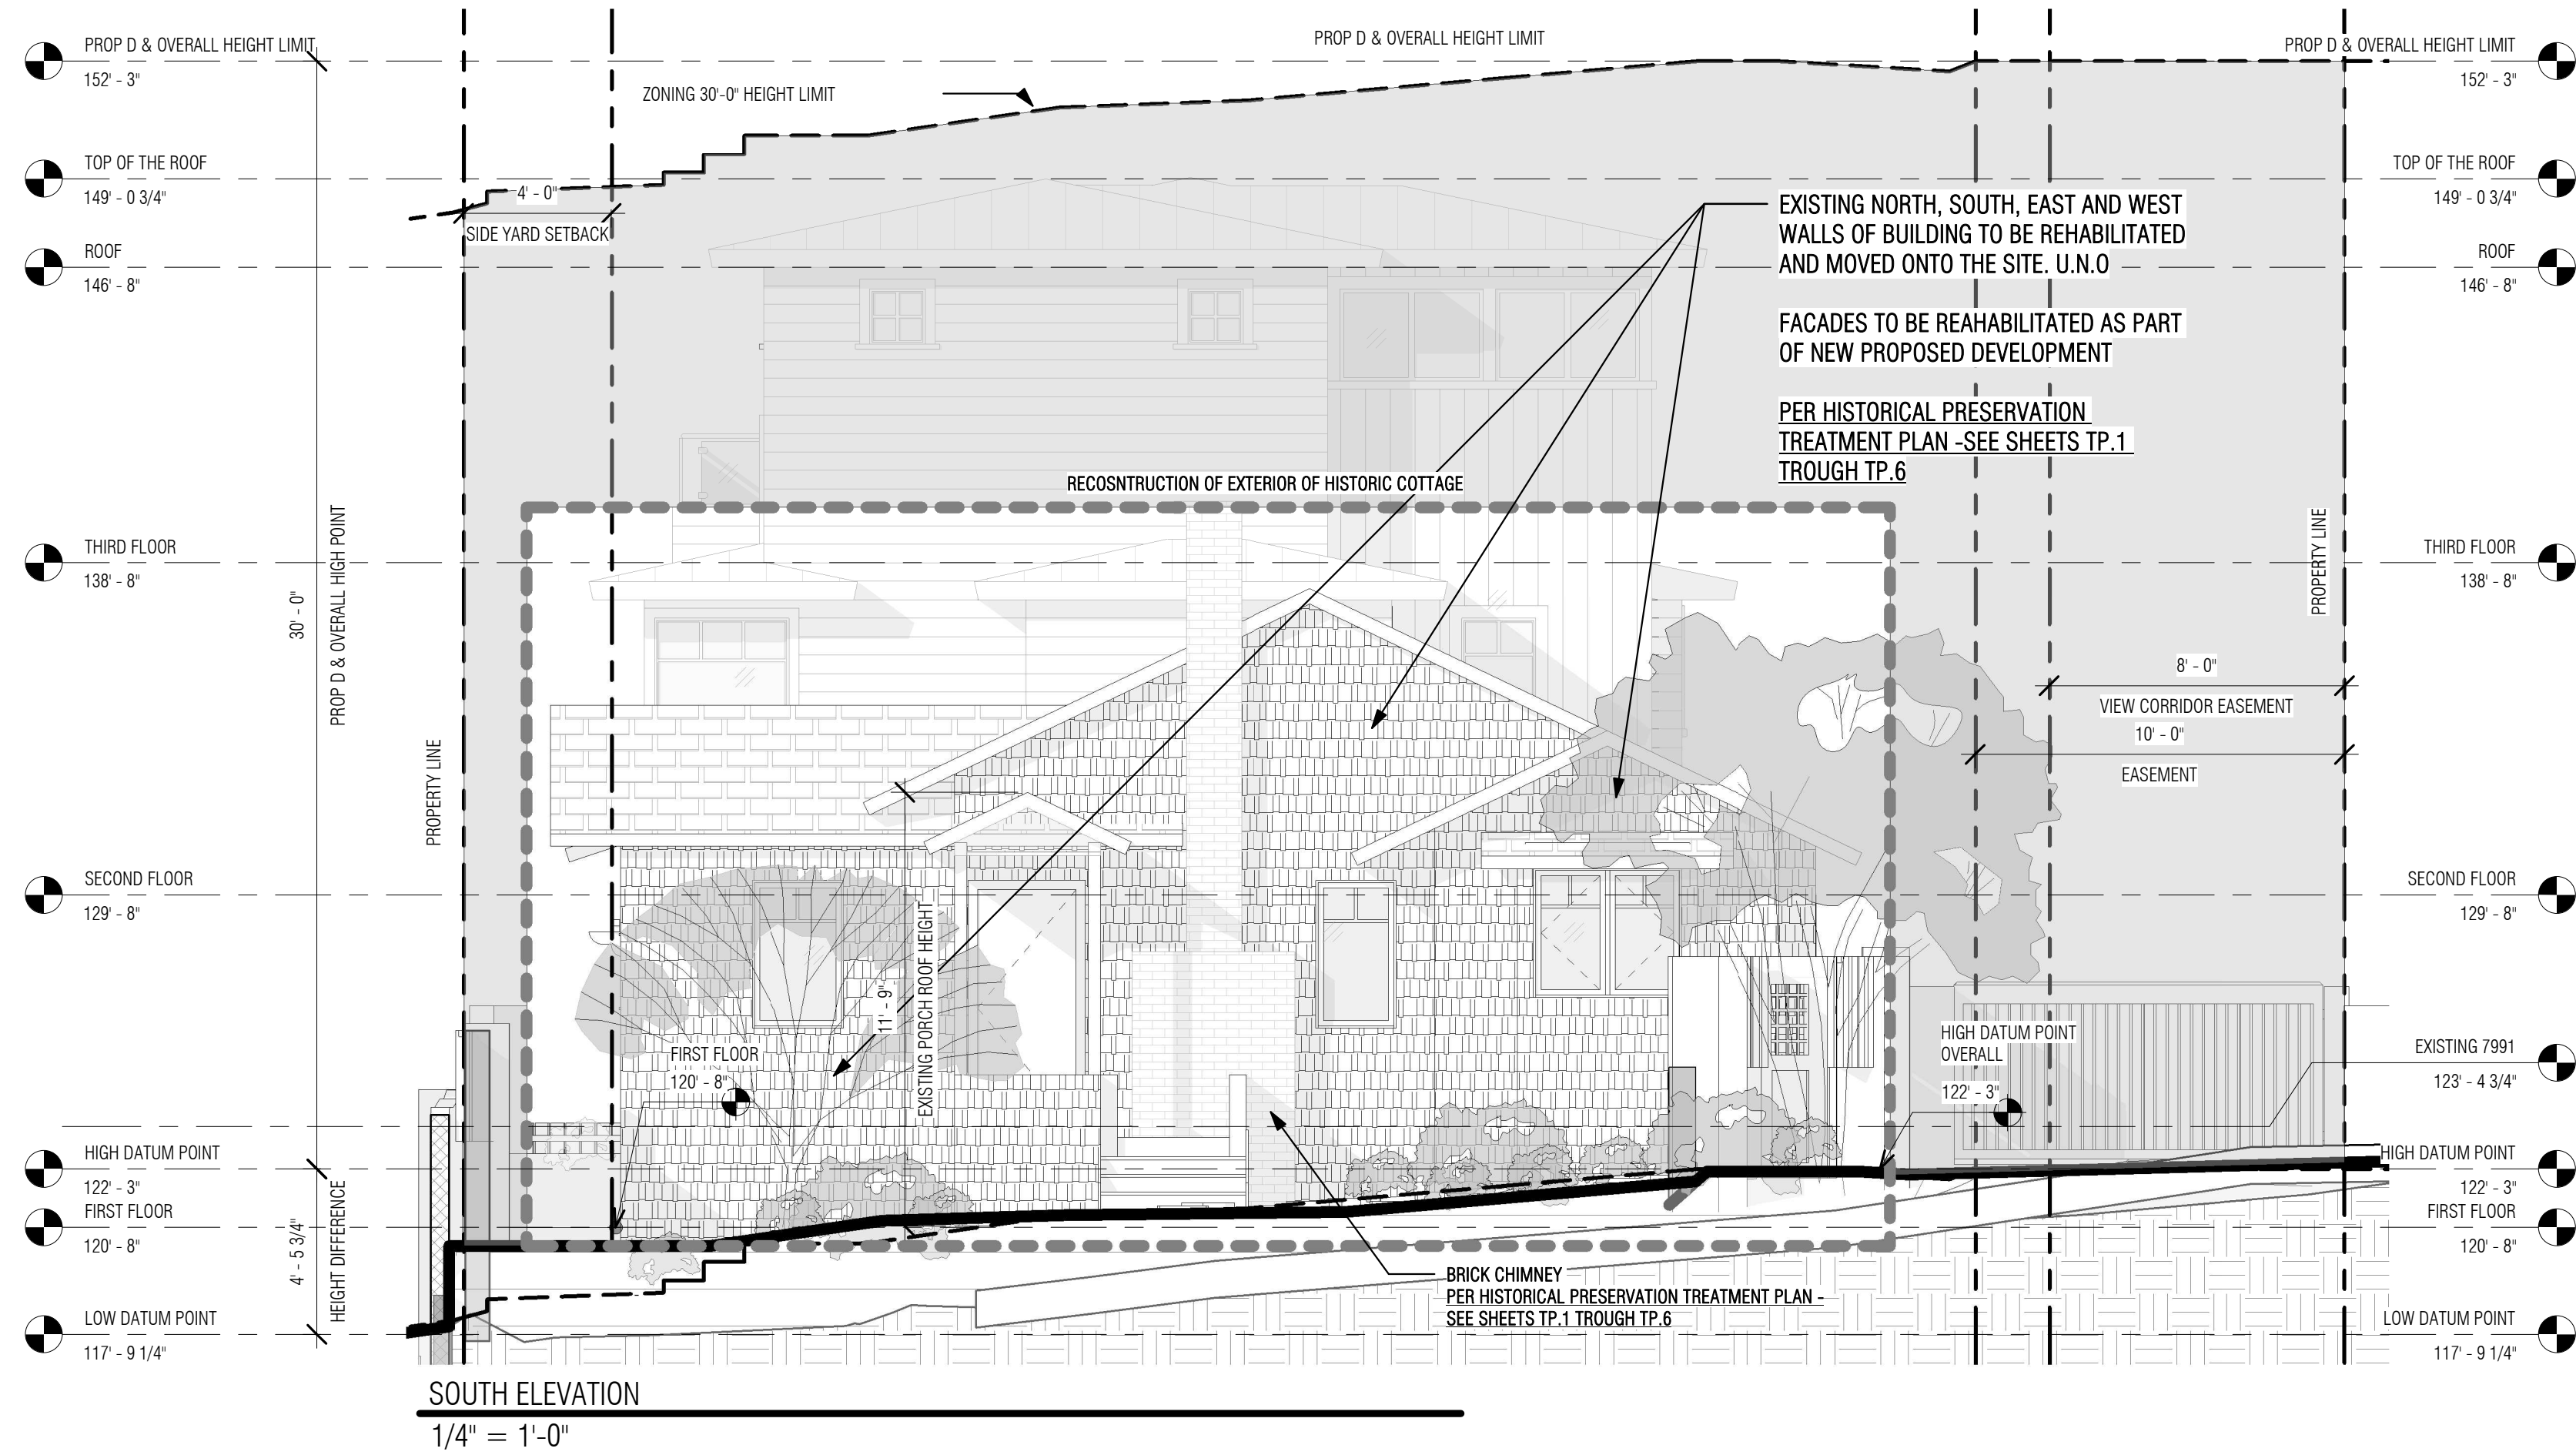 PROP D & OVERALL HEIGHT LIMIT
152' - 3"
TOP OF THE ROOF
149' - 0 3/4"
ROOF
146' - 8"
THIRD FLOOR
138' - 8"
SECOND FLOOR
129' - 8"
HIGH DATUM POINT
122' - 3"
FIRST FLOOR
120' - 8"
LOW DATUM POINT
117' - 9 1/4"
30' - 0"
PROP D & OVERALL HIGH POINT
4' - 5 3/4"
HEIGHT DIFFERENCE
PROPERTY LINE
4' - 0"
SIDE YARD SETBACK
ZONING 30'-0" HEIGHT LIMIT
PROP D & OVERALL HEIGHT LIMIT
EXISTING NORTH, SOUTH, EAST AND WEST
WALLS OF BUILDING TO BE REHABILITATED
AND MOVED ONTO THE SITE. U.N.O
FACADES TO BE REAHABILITATED AS PART
OF NEW PROPOSED DEVELOPMENT
PER HISTORICAL PRESERVATION
TREATMENT PLAN -SEE SHEETS TP.1
TROUGH TP.6
RECOSNTRUCTION OF EXTERIOR OF HISTORIC COTTAGE
FIRST FLOOR
120' - 8"
11' - 9"
EXISTING PORCH ROOF HEIGHT
BRICK CHIMNEY
PER HISTORICAL PRESERVATION TREATMENT PLAN -
SEE SHEETS TP.1 TROUGH TP.6
HIGH DATUM POINT
OVERALL
122' - 3"
8' - 0"
VIEW CORRIDOR EASEMENT
10' - 0"
EASEMENT
PROPERTY LINE
PROP D & OVERALL HEIGHT LIMIT
152' - 3"
TOP OF THE ROOF
149' - 0 3/4"
ROOF
146' - 8"
THIRD FLOOR
138' - 8"
SECOND FLOOR
129' - 8"
EXISTING 7991
123' - 4 3/4"
HIGH DATUM POINT
122' - 3"
FIRST FLOOR
120' - 8"
LOW DATUM POINT
117' - 9 1/4"
SOUTH ELEVATION
1/4" = 1'-0"